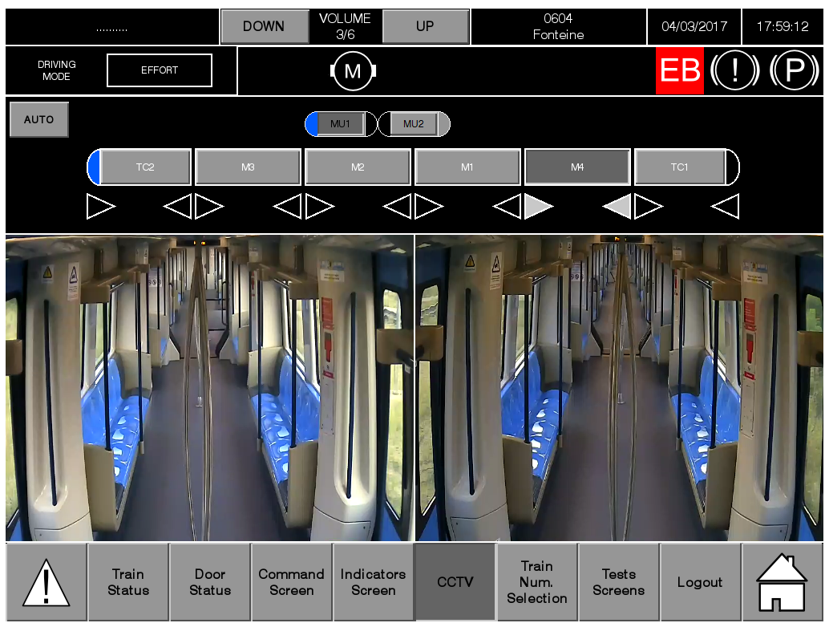 ..........
DOWN
VOLUME
3/6
UP
0604
Fonteine
04/03/2017
17:59:12
DRIVING
MODE
EFFORT
M
EB
!
P
AUTO
MU1
MU2
TC2
M3
M2
M1
M4
TC1
!
Train
Status
Door
Status
Command
Screen
Indicators
Screen
CCTV
Train
Num.
Selection
Tests
Screens
Logout